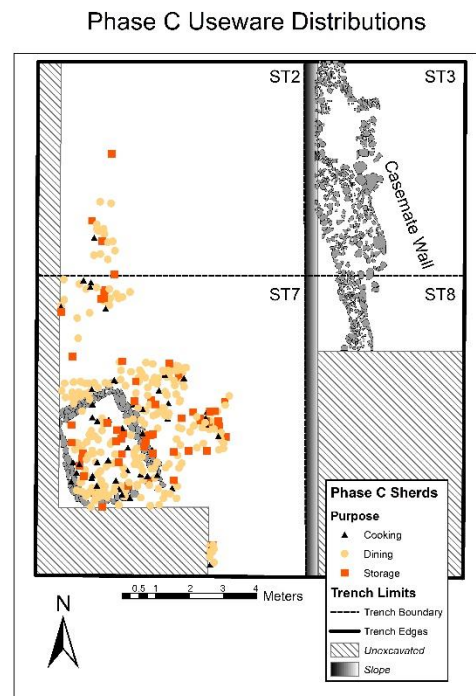 Phase C Useware Distributions
ST2
ST3
Casemate Wall
ST7
ST8
Phase C Sherds
Purpose
Cooking
Dining
Storage
Trench Limits
Trench Boundary
Trench Edges
Unexcavated
Slope
N
0.5 1 2 3 4 Meters